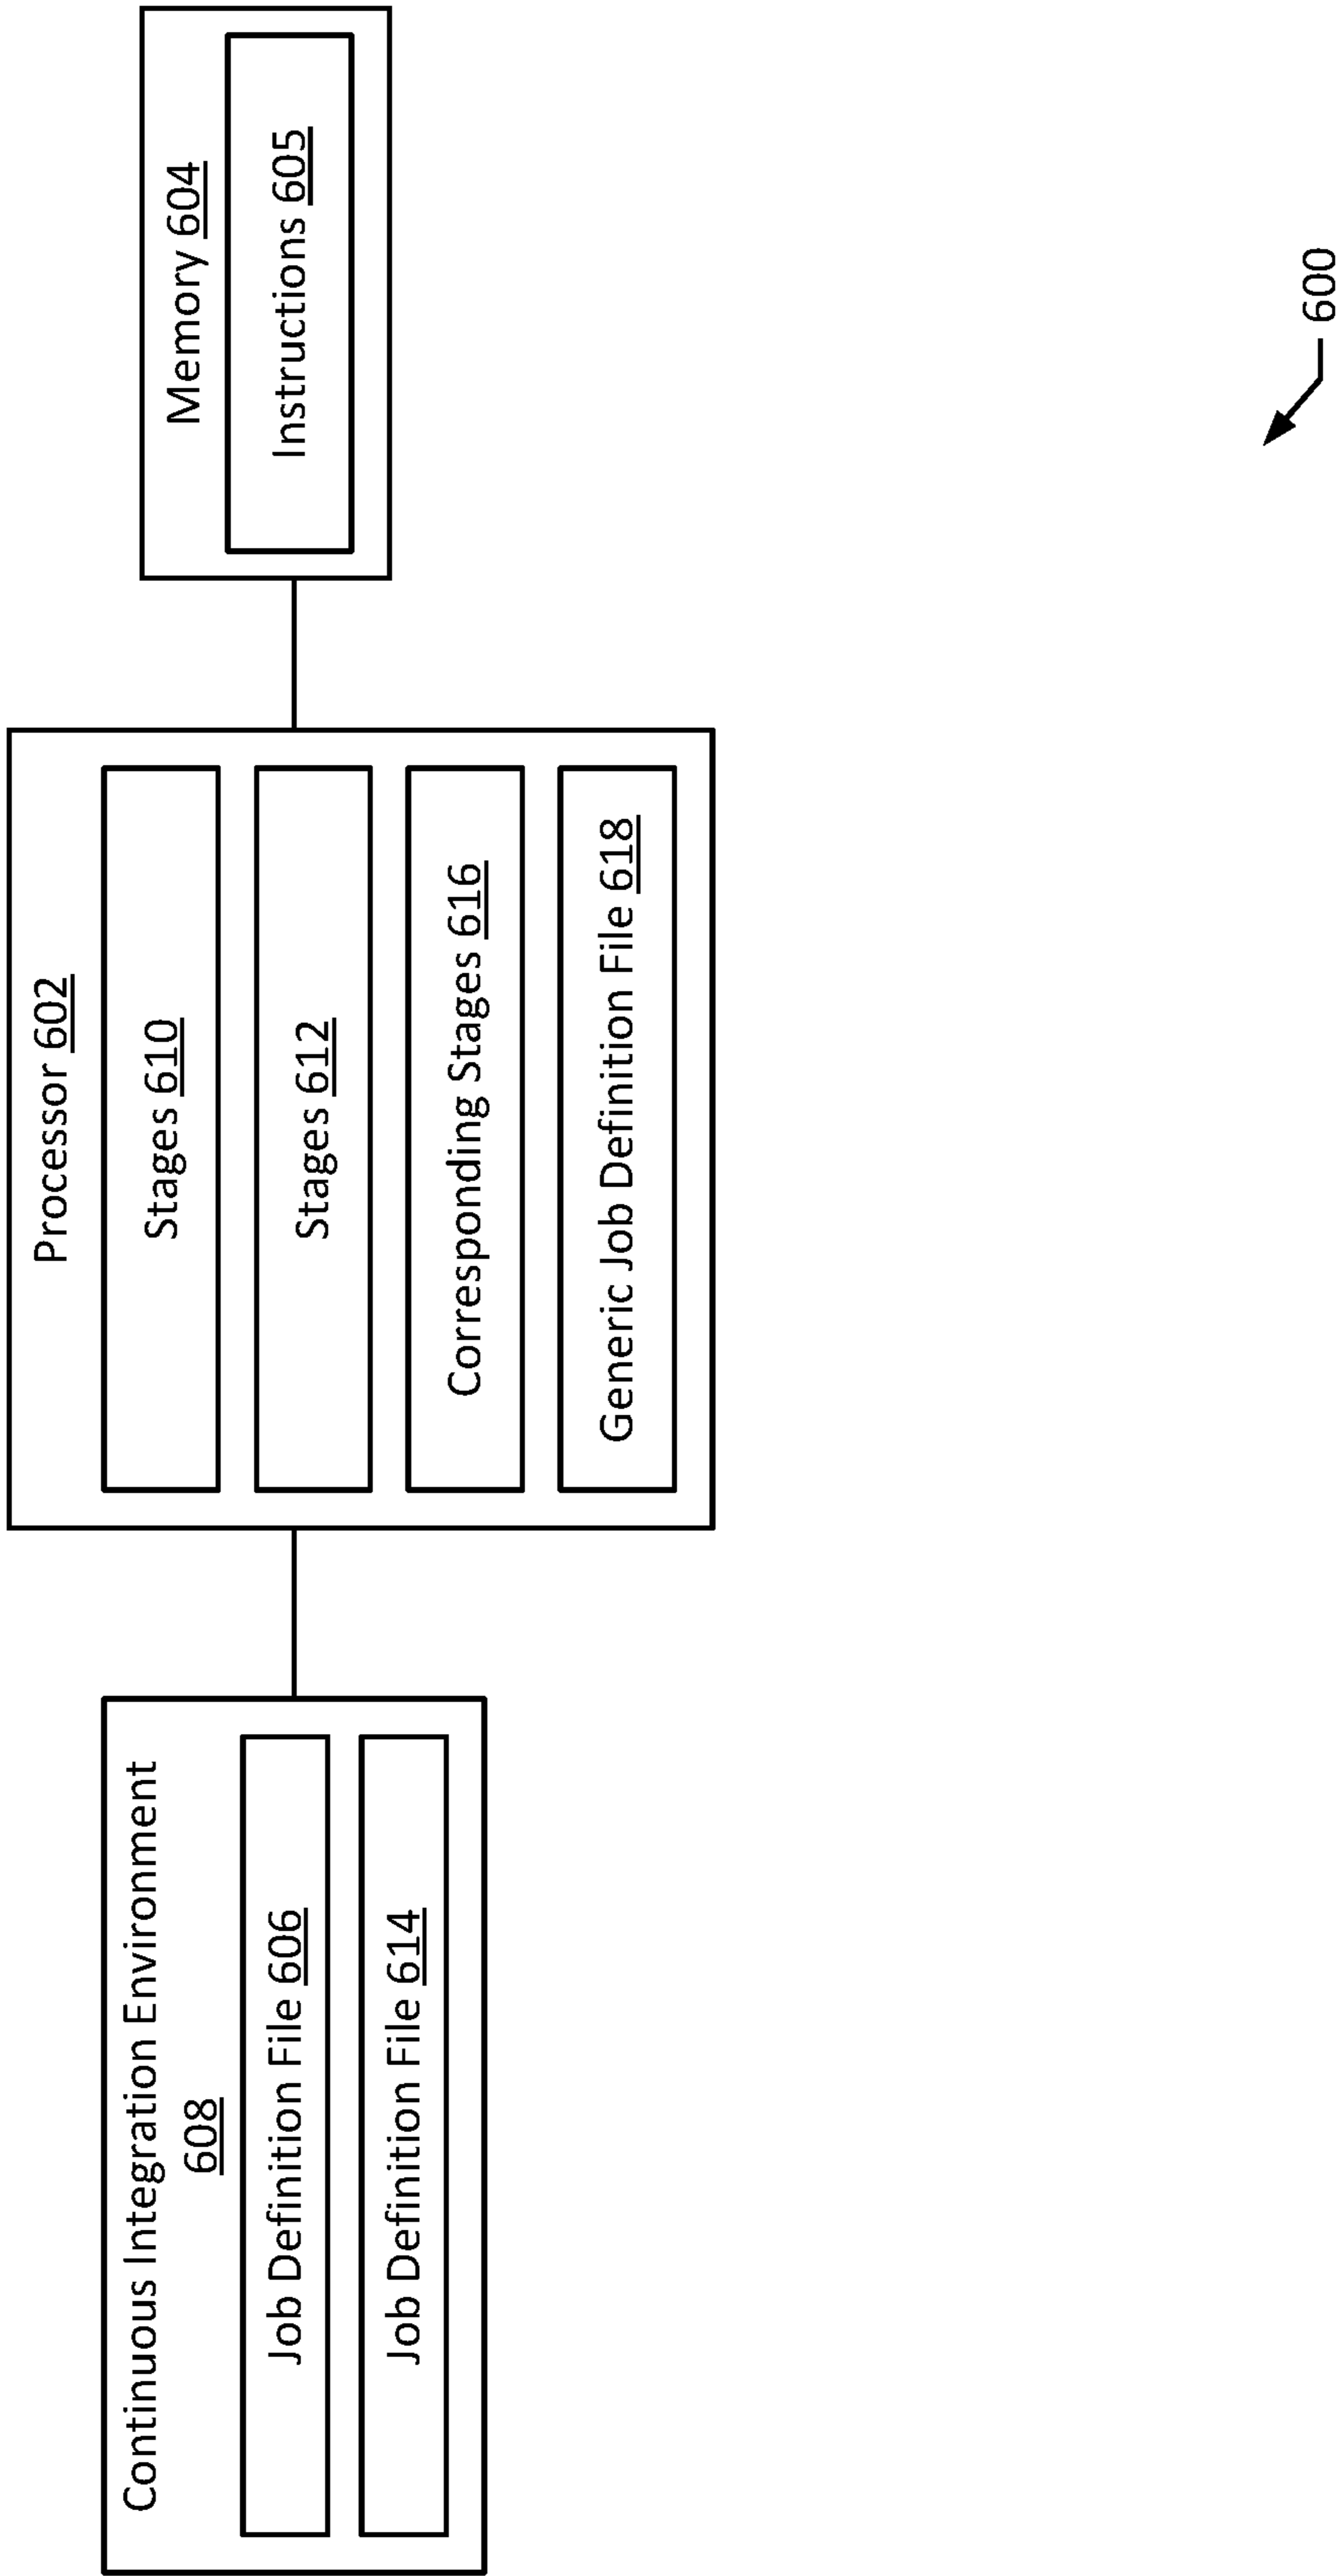 Continuous Integration Environment
608
Job Definition File 606
Job Definition File 614
Processor 602
Stages 610
Stages 612
Corresponding Stages 616
Generic Job Definition File 618
Memory 604
Instructions 605
600